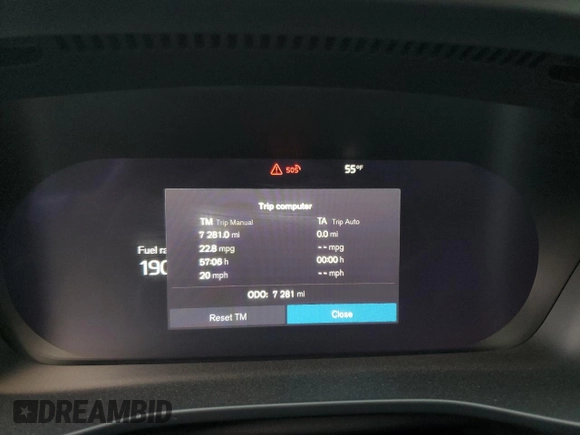 SOS
55°F
Trip computer
TM Trip Manual
TA Trip Auto
7 281.0 mi
0.0 mi
22.8 mpg
-- mpg
57:06 h
00:00 h
20 mph
-- mph
Fuel
190
ODO: 7 281 mi
Reset TM
Close
DREAMBID